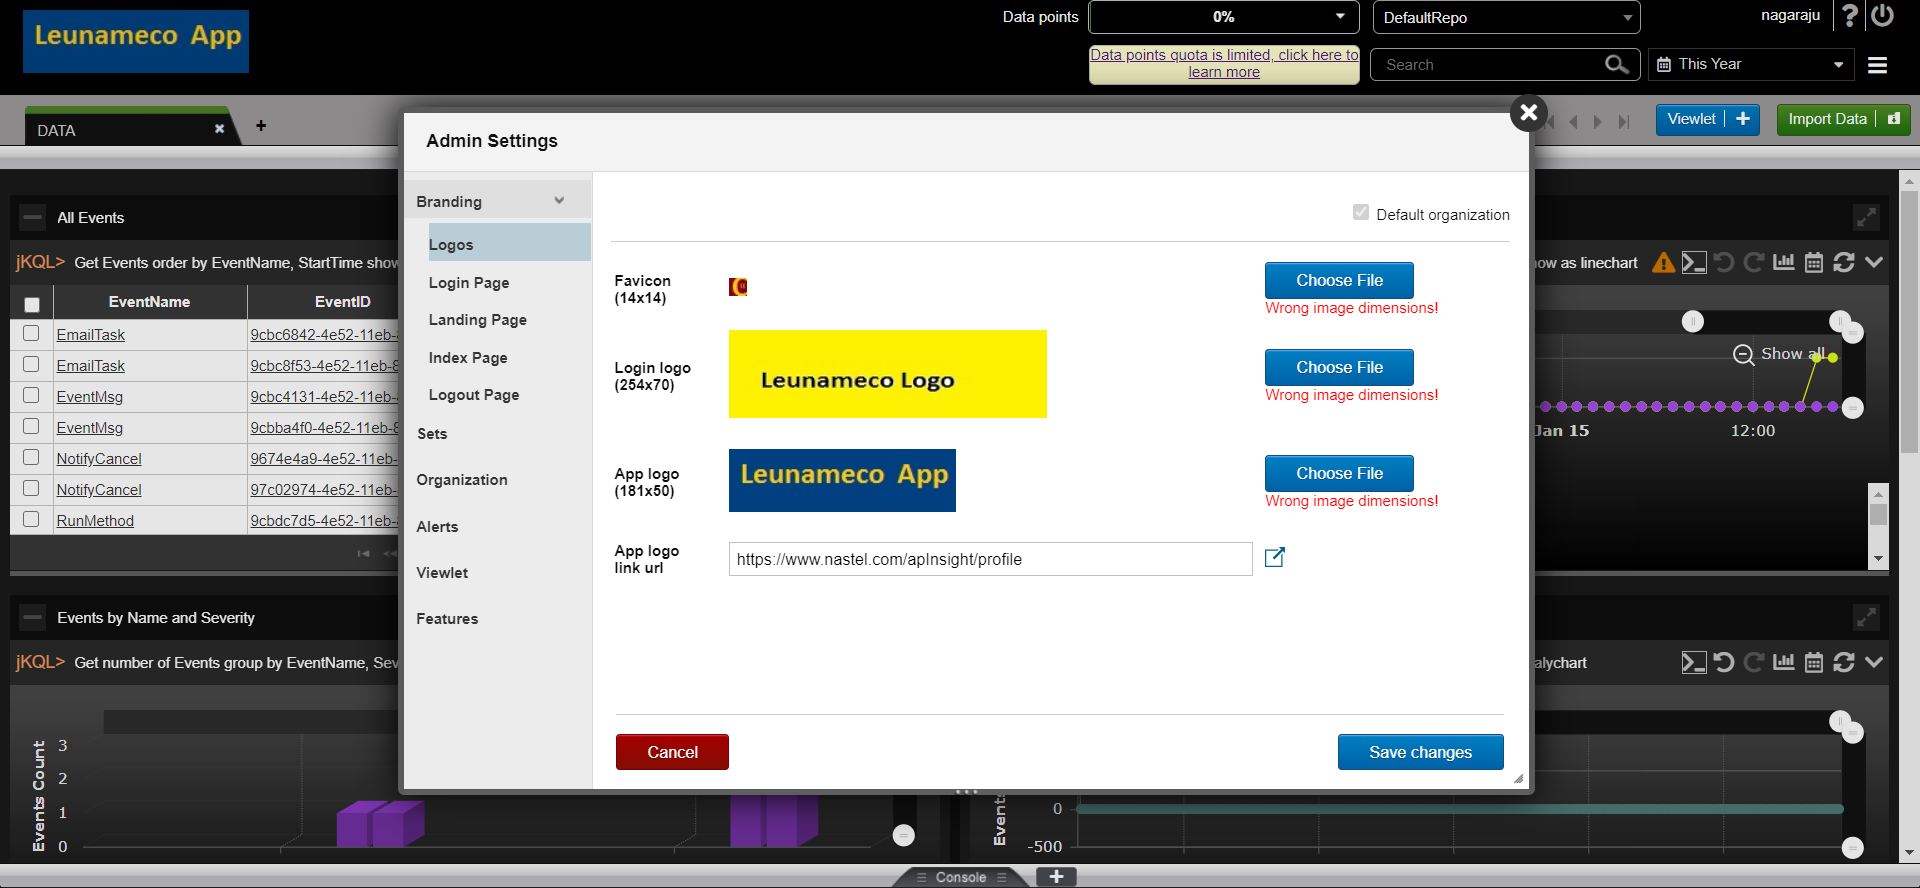 Leunameco App
Data points
0%
DefaultRepo
nagaraju
?
Data points quota is limited, click here to
learn more
Search
This Year
DATA
+
Viewlet +
Import Data
Admin Settings
Branding
Logos
Login Page
Landing Page
Index Page
Logout Page
Sets
Organization
Alerts
Viewlet
Features
Default organization
Favicon
(14x14)
Choose File
Wrong image dimensions!
Login logo
(254x70)
Leunameco Logo
Choose File
Wrong image dimensions!
App logo
(181x50)
Leunameco App
Choose File
Wrong image dimensions!
App logo
link url
https://www.nastel.com/apInsight/profile
Cancel
Save changes
All Events
jKQL> Get Events order by EventName, StartTime show
EventName EventID
EmailTask 9cbc6842-4e52-11eb-
EmailTask 9cbc8f53-4e52-11eb-8
EventMsg 9cbc4131-4e52-11eb-
EventMsg 9cbba4f0-4e52-11eb-8
NotifyCancel 9674e4a9-4e52-11eb-
NotifyCancel 97c02974-4e52-11eb-
RunMethod 9cbdc7d5-4e52-11eb-
how as linechart
Show all
Jan 15
12:00
Events by Name and Severity
jKQL> Get number of Events group by EventName, Sev
Events Count
3
2
1
0
alychart
Events
0
-500
Console
+